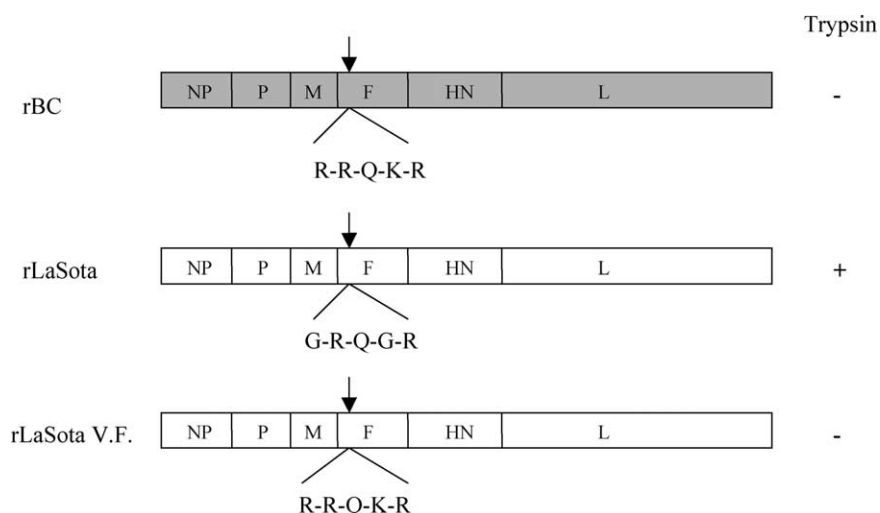 Trypsin
rBC NP P M F HN L -
R-R-Q-K-R
rLaSota NP P M F HN L +
G-R-Q-G-R
rLaSota V.F. NP P M F HN L -
R-R-Q-K-R